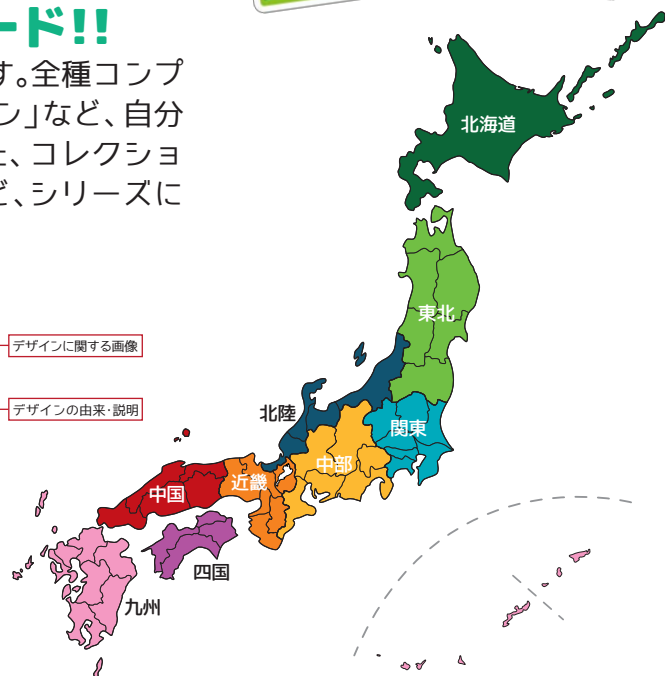 ード!!
す。全種コンプ
ン」など、自分
た、コレクショ
ど、シリーズに
デザインに関する画像
デザインの由来・説明
北海道
東北
北陸
関東
中部
近畿
中国
四国
九州